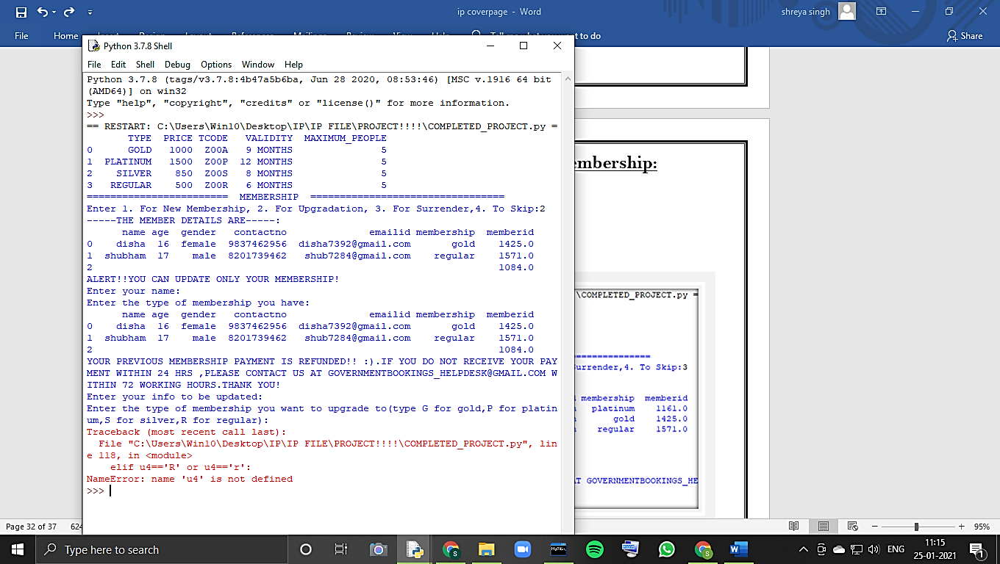 ip coverpage - Word
shreya singh
File Home
what you want to do
Share
Python 3.7.8 Shell
File Edit Shell Debug Options Window Help
Python 3.7.8 (tags/v3.7.8:4b47a5b6ba, Jun 28 2020, 08:53:46) [MSC v.1916 64 bit
(AMD64)] on win32
Type "help", "copyright", "credits" or "license()" for more information.
>>>
== RESTART: C:\Users\Win10\Desktop\IP\IP FILE\PROJECT!!!!\COMPLETED_PROJECT.py =
TYPE PRICE TCODE VALIDITY MAXIMUM_PEOPLE
0 GOLD 1000 Z00A 9 MONTHS 5
1 PLATINUM 1500 Z00P 12 MONTHS 5
2 SILVER 850 Z00S 8 MONTHS 5
3 REGULAR 500 Z00R 6 MONTHS 5
======================== MEMBERSHIP =================================
Enter 1. For New Membership, 2. For Upgradation, 3. For Surrender,4. To Skip:2
-----THE MEMBER DETAILS ARE-----:
name age gender contactno emailid membership memberid
0 disha 16 female 9837462956 disha7392@gmail.com gold 1425.0
1 shubham 17 male 8201739462 shub7284@gmail.com regular 1571.0
2 1084.0
ALERT!!YOU CAN UPDATE ONLY YOUR MEMBERSHIP!
Enter your name:
Enter the type of membership you have:
name age gender contactno emailid membership memberid
0 disha 16 female 9837462956 disha7392@gmail.com gold 1425.0
1 shubham 17 male 8201739462 shub7284@gmail.com regular 1571.0
2 1084.0
YOUR PREVIOUS MEMBERSHIP PAYMENT IS REFUNDED!! :).IF YOU DO NOT RECEIVE YOUR PAY
MENT WITHIN 24 HRS ,PLEASE CONTACT US AT GOVERNMENTBOOKINGS_HELPDESK@GMAIL.COM W
ITHIN 72 WORKING HOURS.THANK YOU!
Enter your info to be updated:
Enter the type of membership you want to upgrade to(type G for gold,P for platin
um,S for silver,R for regular):
Traceback (most recent call last):
File "C:\Users\Win10\Desktop\IP\IP FILE\PROJECT!!!!\COMPLETED_PROJECT.py", lin
e 118, in <module>
elif u4=='R' or u4=='r':
NameError: name 'u4' is not defined
>>>
embership:
\COMPLETED_PROJECT.py =
===============
Surrender,4. To Skip:3
membership memberid
platinum 1161.0
gold 1425.0
regular 1571.0
AT GOVERNMENTBOOKINGS_HE
Page 32 of 37 624
95%
Type here to search
MySQL
ENG
11:15
25-01-2021
1